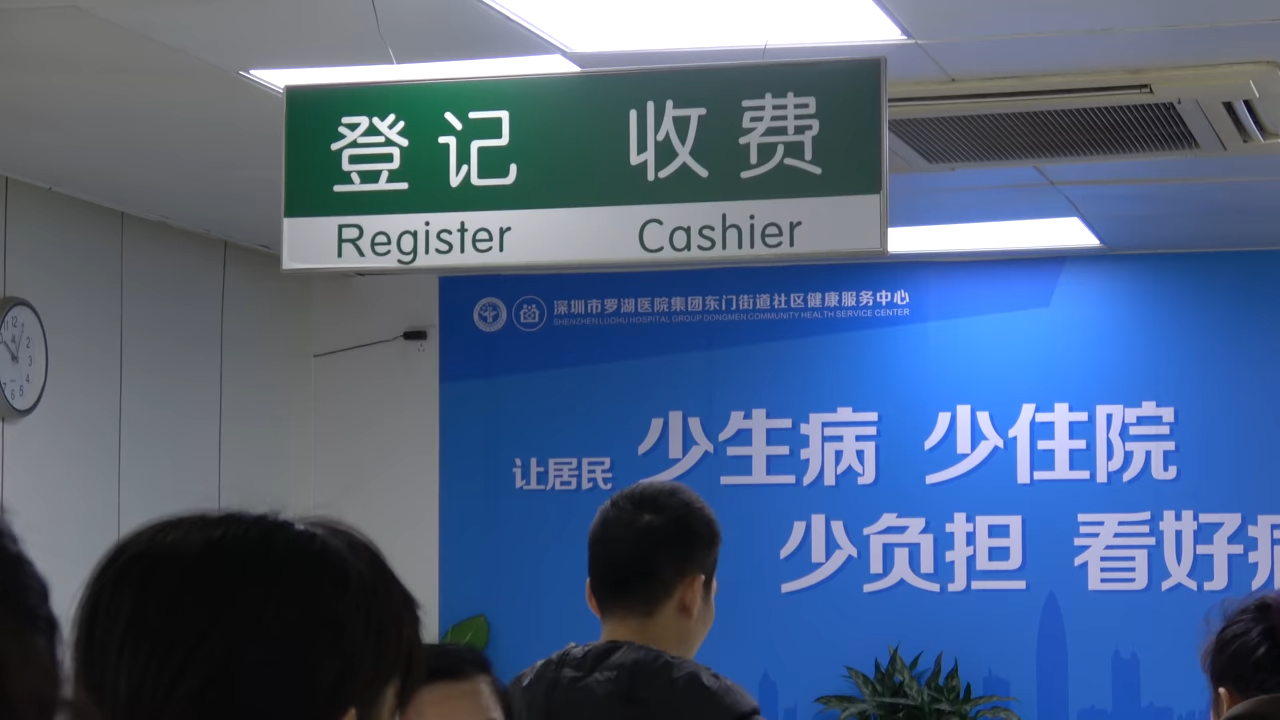 登记 收费
Register Cashier
深圳市罗湖医院集团东门街道社区健康服务中心
SHENZHEN LUOHU HOSPITAL GROUP DONGMEN COMMUNITY HEALTH SERVICE CENTER
让居民 少生病 少住院
少负担 看好病